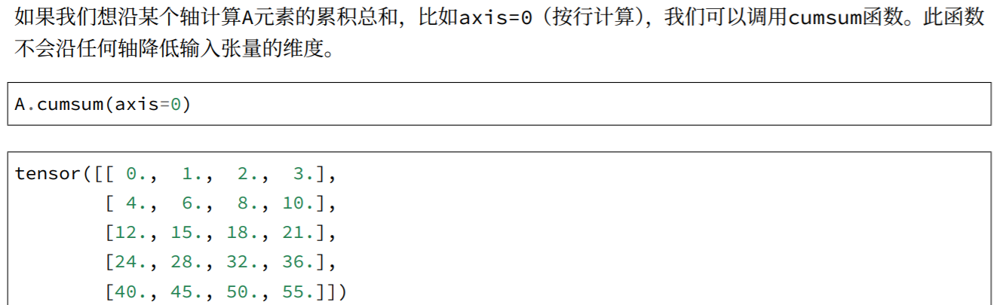 如果我们想沿某个轴计算A元素的累积总和，比如axis=0（按行计算），我们可以调用cumsum函数。此函数
不会沿任何轴降低输入张量的维度。
A.cumsum(axis=0)
tensor([[ 0.,  1.,  2.,  3.],
        [ 4.,  6.,  8., 10.],
        [12., 15., 18., 21.],
        [24., 28., 32., 36.],
        [40., 45., 50., 55.]])